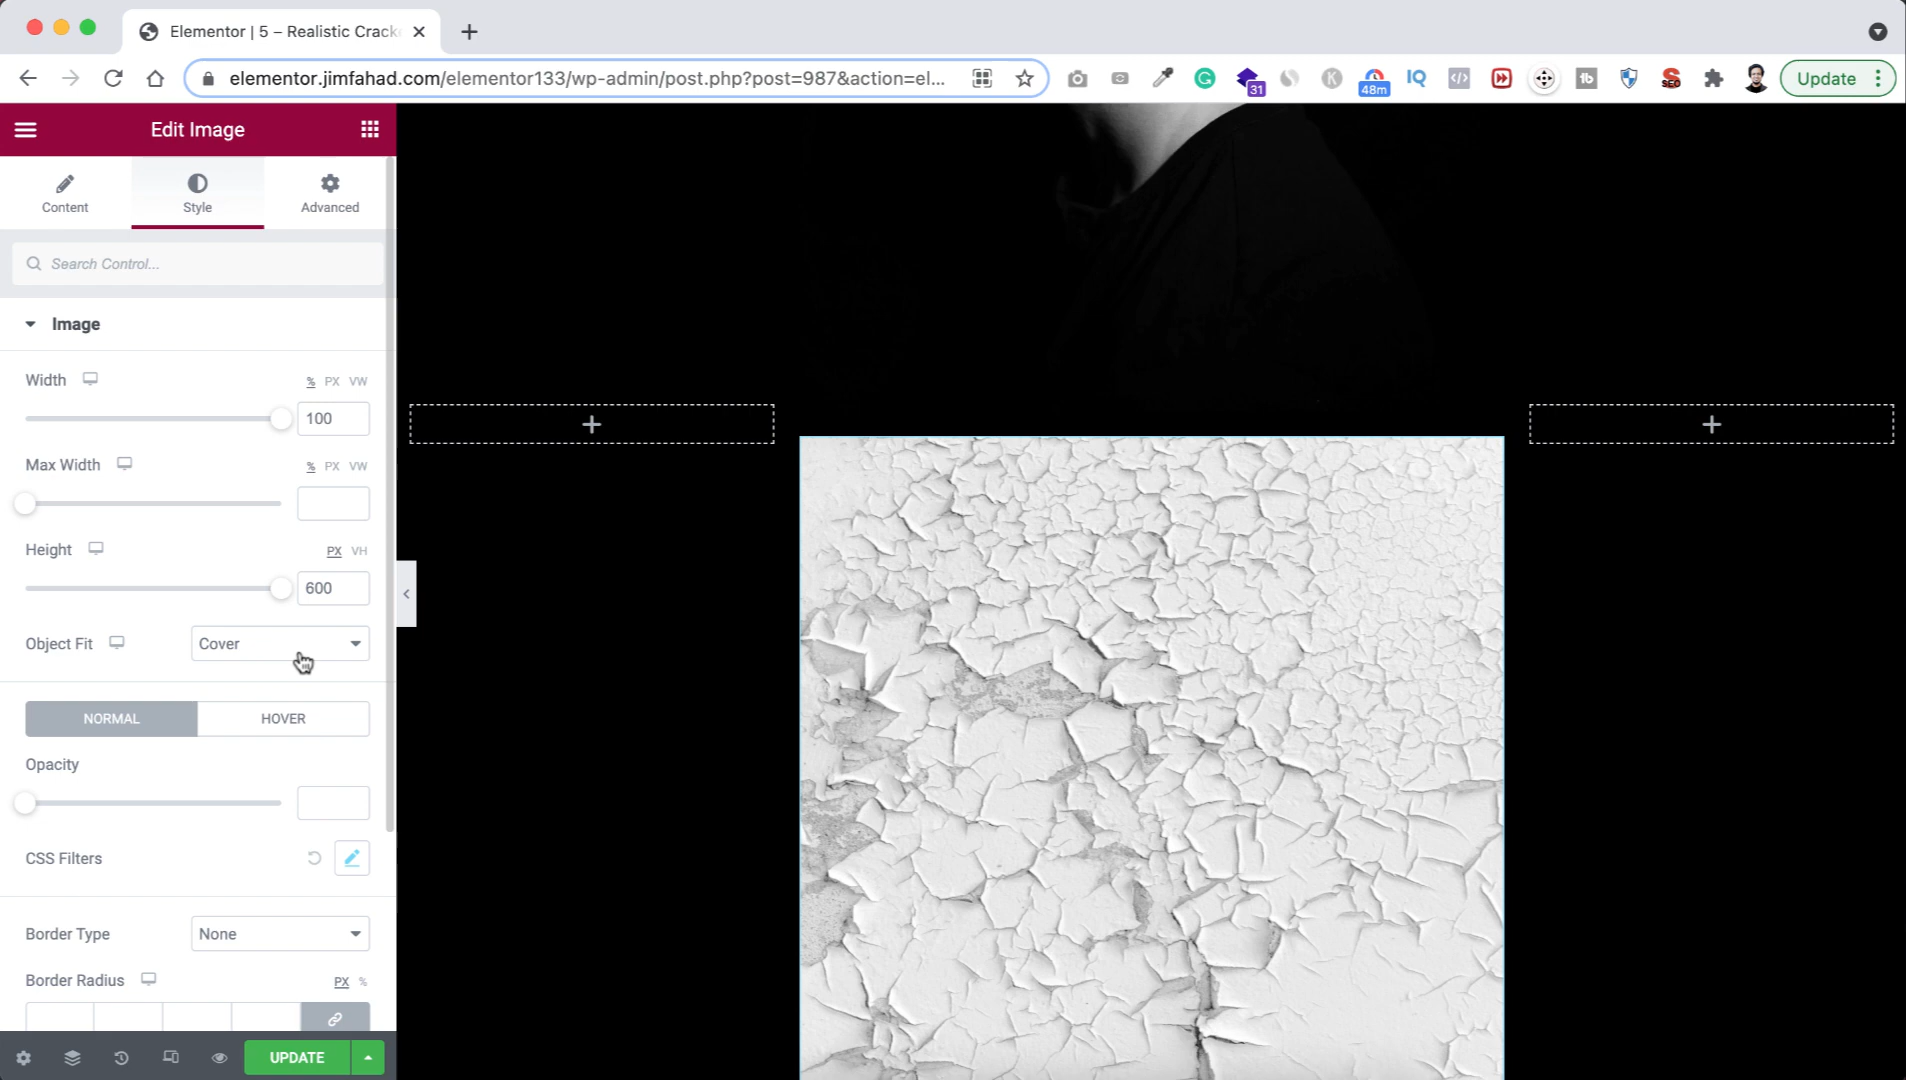 Elementor | 5 – Realistic Crack
elementor.jimfahad.com/elementor133/wp-admin/post.php?post=987&action=el...
31
K
48m
IQ
tb
SEO
Update
Edit Image
Content
Style
Advanced
Search Control...
Image
Width
% PX VW
100
Max Width
% PX VW
Height
PX VH
600
Object Fit
Cover
NORMAL
HOVER
Opacity
CSS Filters
Border Type
None
Border Radius
PX %
UPDATE